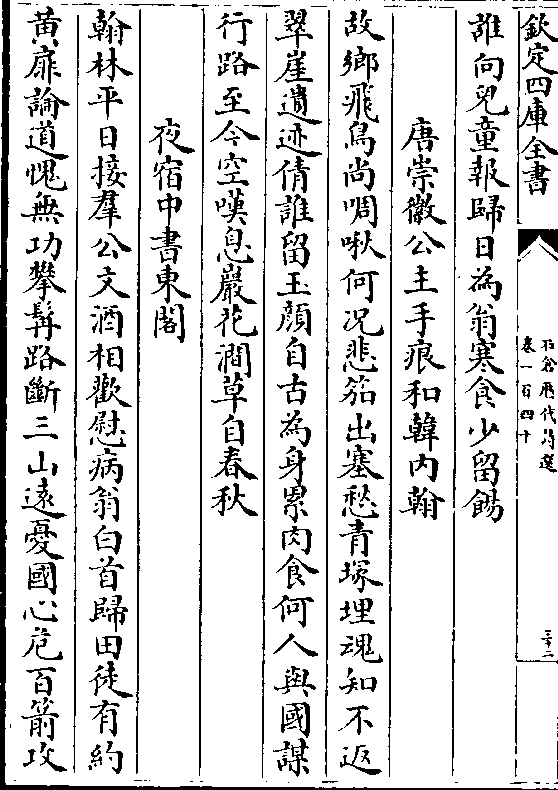 欽定四庫全書
石倉歷代詩選
卷一百四十
三十二
誰向兒童報歸日為翁寒食少留餳
唐崇徽公主手痕和韓内翰
故鄉飛鳥尚啁啾何况悲笳出塞愁青塚埋魂知不返
翠崖遺迹倩誰留玉顔自古為身累肉食何人與國謀
行路至今空嘆息巖花澗草自春秋
夜宿中書東閣
翰林平日接羣公文酒相歡慰病翁白首歸田徒有約
黄扉論道愧無功攀髯路斷三山遠憂國心危百箭攻